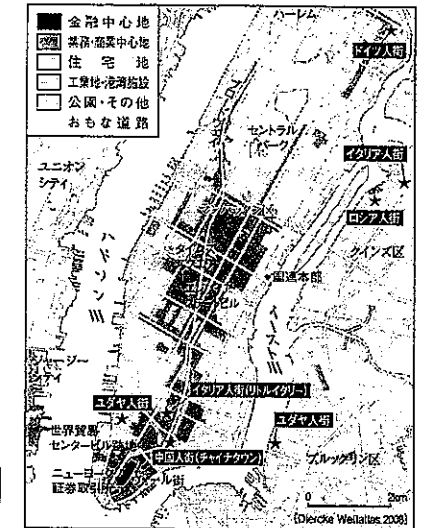 金融中心地
業務・商業中心地
住宅地
工業地・港湾施設
公園・その他
おもな道路
ハーレム
ドイツ人街
セントラル
パーク
イタリア人街
ユニオン
シティ
ロシア人街
クインズ区
ハドソン川
国連本部
イースト川
ジャージー
シティ
イタリア人街(リトルイタリー)
ユダヤ人街
ユダヤ人街
世界貿易
センタービル跡地
中国人街(チャイナタウン)
ブルックリン区
ニューヨーク
証券取引所
ウォール街
0 2km
(Diercke Weltatlas 2008)